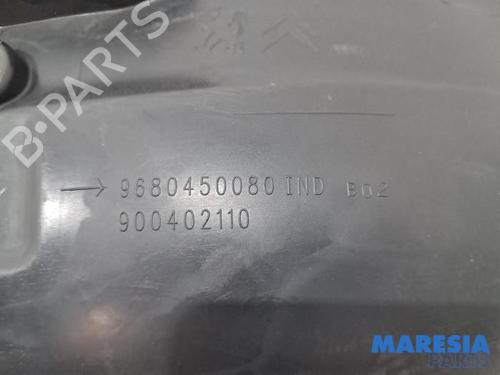 B-PARTS
→ 9680450080 IND B02
900402110
MARESIA
PARTS